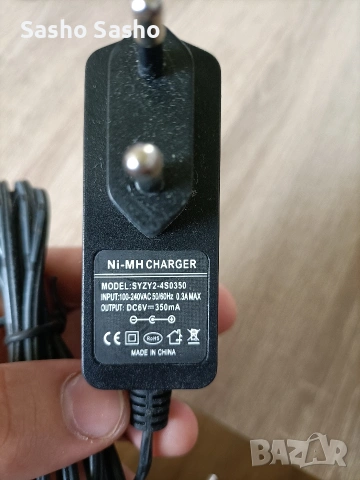 Sasho Sasho
Ni-MH CHARGER
MODEL:SYZY2-4S0350
INPUT:100-240VAC 50/60Hz 0.3A MAX
OUTPUT: DC6V⎓350mA
CE RoHS
MADE IN CHINA
BAZAR